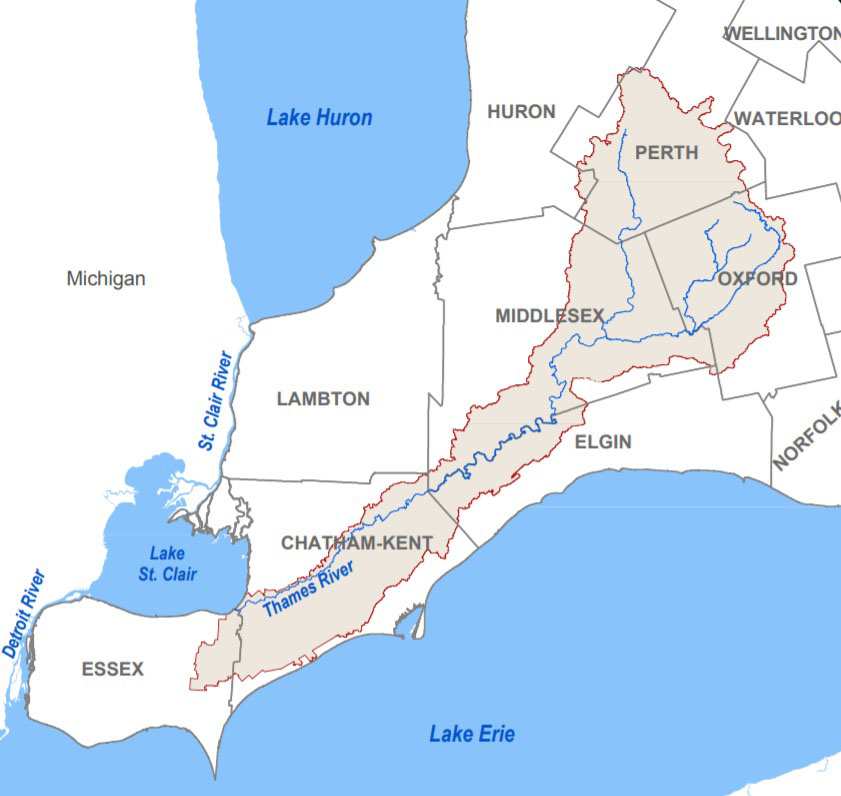 WELLINGTON
Lake Huron
HURON
WATERLOO
PERTH
Michigan
OXFORD
MIDDLESEX
St. Clair River
LAMBTON
NORFOLK
ELGIN
CHATHAM-KENT
Lake
St. Clair
Thames River
Detroit River
ESSEX
Lake Erie